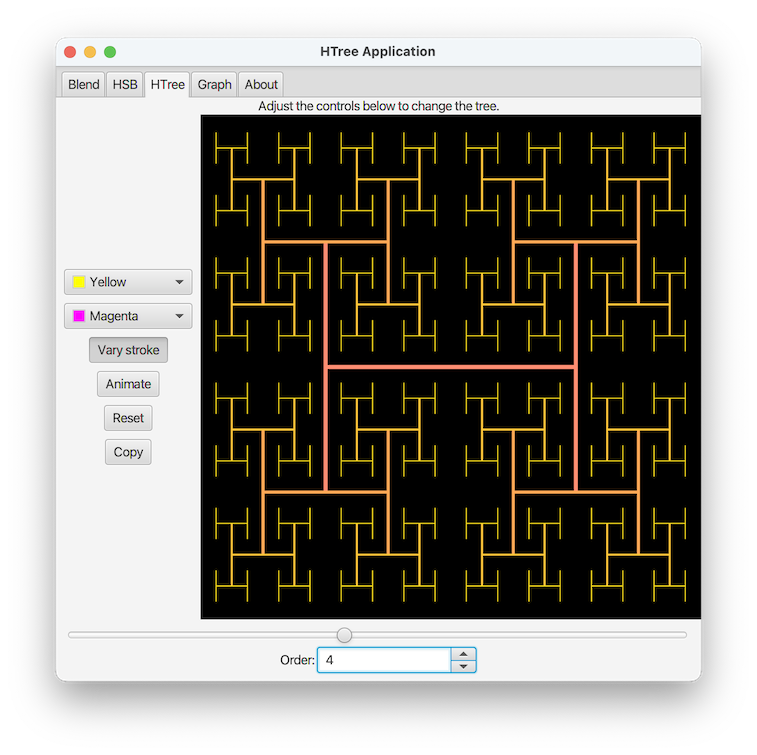 HTree Application
Blend HSB HTree Graph About
Adjust the controls below to change the tree.
Yellow
Magenta
Vary stroke
Animate
Reset
Copy
Order: 4